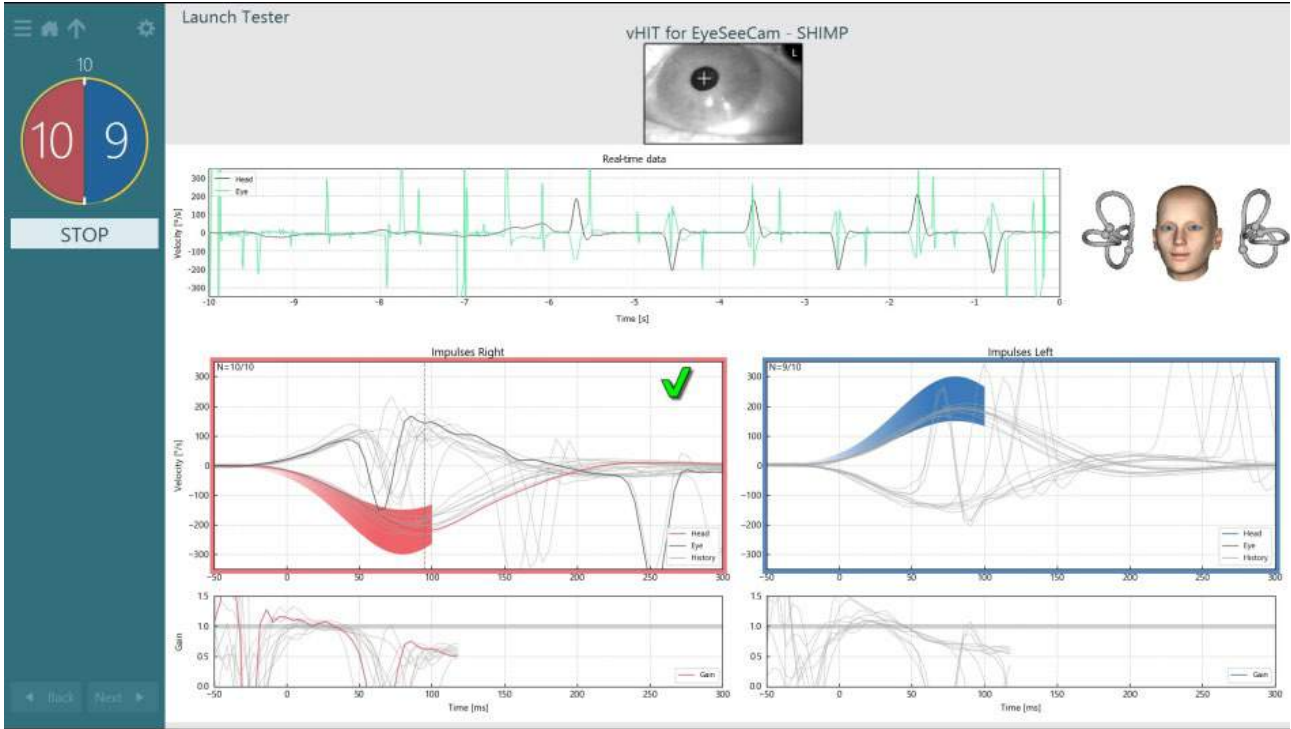 Launch Tester
vHIT for EyeSeeCam - SHIMP
L
10
10 9
STOP
Back Next
Real-time data
Head
Eye
Velocity [°/s]
300
200
100
0
-100
-200
-300
-10 -9 -8 -7 -6 -5 -4 -3 -2 -1 0
Time [s]
Impulses Right
N=10/10
Velocity [°/s]
300
200
100
0
-100
-200
-300
Head
Eye
History
-50 0 50 100 150 200 250 300
Impulses Left
N=9/10
300
200
100
0
-100
-200
-300
Head
Eye
History
-50 0 50 100 150 200 250 300
Gain
1.5
1.0
0.5
0.0
Gain
-50 0 50 100 150 200 250 300
Time [ms]
1.5
1.0
0.5
0.0
Gain
-50 0 50 100 150 200 250 300
Time [ms]